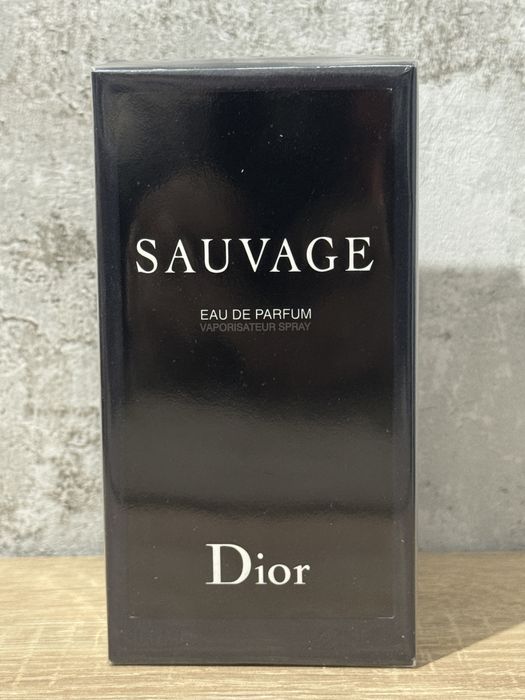 SAUVAGE
EAU DE PARFUM
VAPORISATEUR SPRAY
Dior